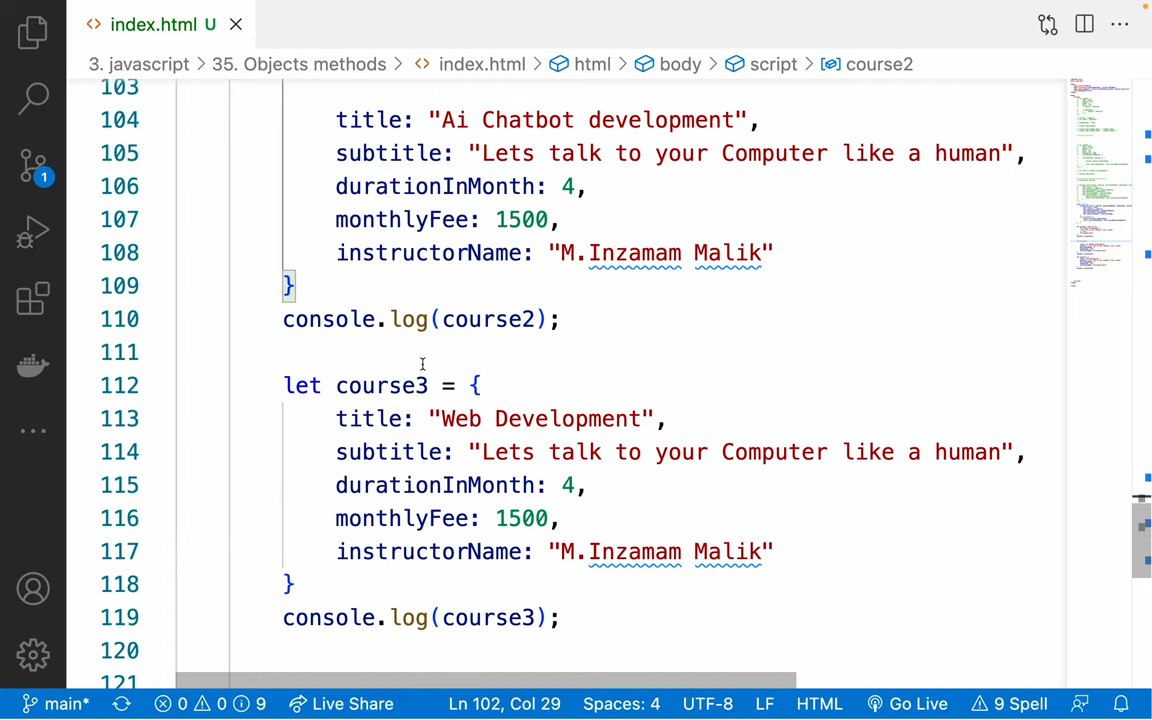 index.html U
3. javascript > 35. Objects methods > index.html > html > body > script > course2
103
104 title: "Ai Chatbot development",
105 subtitle: "Lets talk to your Computer like a human",
106 durationInMonth: 4,
107 monthlyFee: 1500,
108 instructorName: "M.Inzamam Malik"
109 }
110 console.log(course2);
111
112 let course3 = {
113 title: "Web Development",
114 subtitle: "Lets talk to your Computer like a human",
115 durationInMonth: 4,
116 monthlyFee: 1500,
117 instructorName: "M.Inzamam Malik"
118 }
119 console.log(course3);
120
121
1
main* 0 0 9 Live Share Ln 102, Col 29 Spaces: 4 UTF-8 LF HTML Go Live 9 Spell